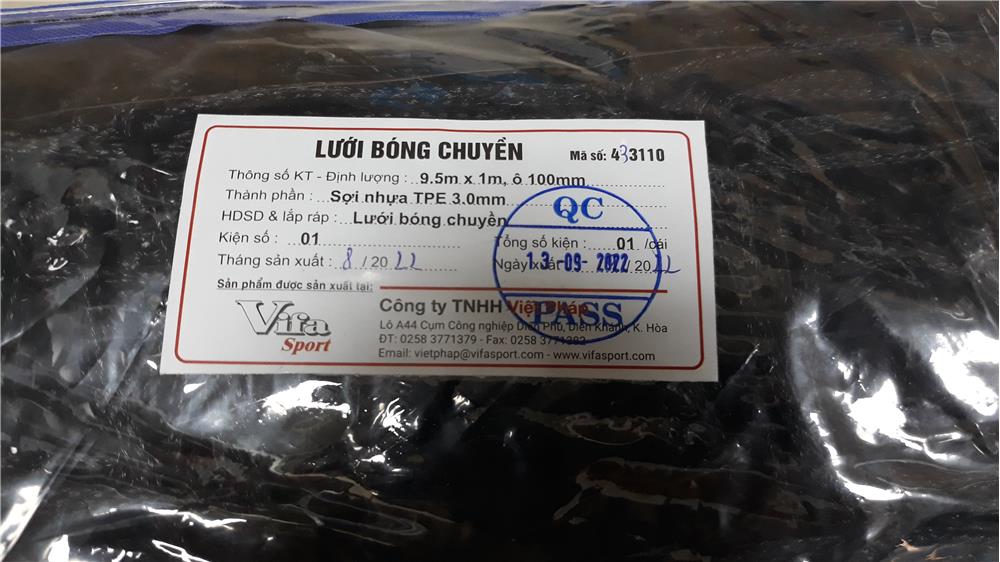 LƯỚI BÓNG CHUYỀN
Mã số: 433110
Thông số KT - Định lượng : 9.5m x 1m, ô 100mm
Thành phần : Sợi nhựa TPE 3.0mm
HDSD & lắp ráp : Lưới bóng chuyền
Kiện số : 01
Tổng số kiện : 01 /cái
Tháng sản xuất : 8 / 20 22
Ngày xuất / 20 22
QC
13-09-2022
PASS
Sản phẩm được sản xuất tại:
Vifa
Sport
Công ty TNHH Việt Pháp
Lô A44 Cụm Công nghiệp Diên Phú, Diên Khánh, K. Hòa
ĐT: 0258 3771379 - Fax: 0258
Email: vietphap@vifasport.com - www.vifasport.com